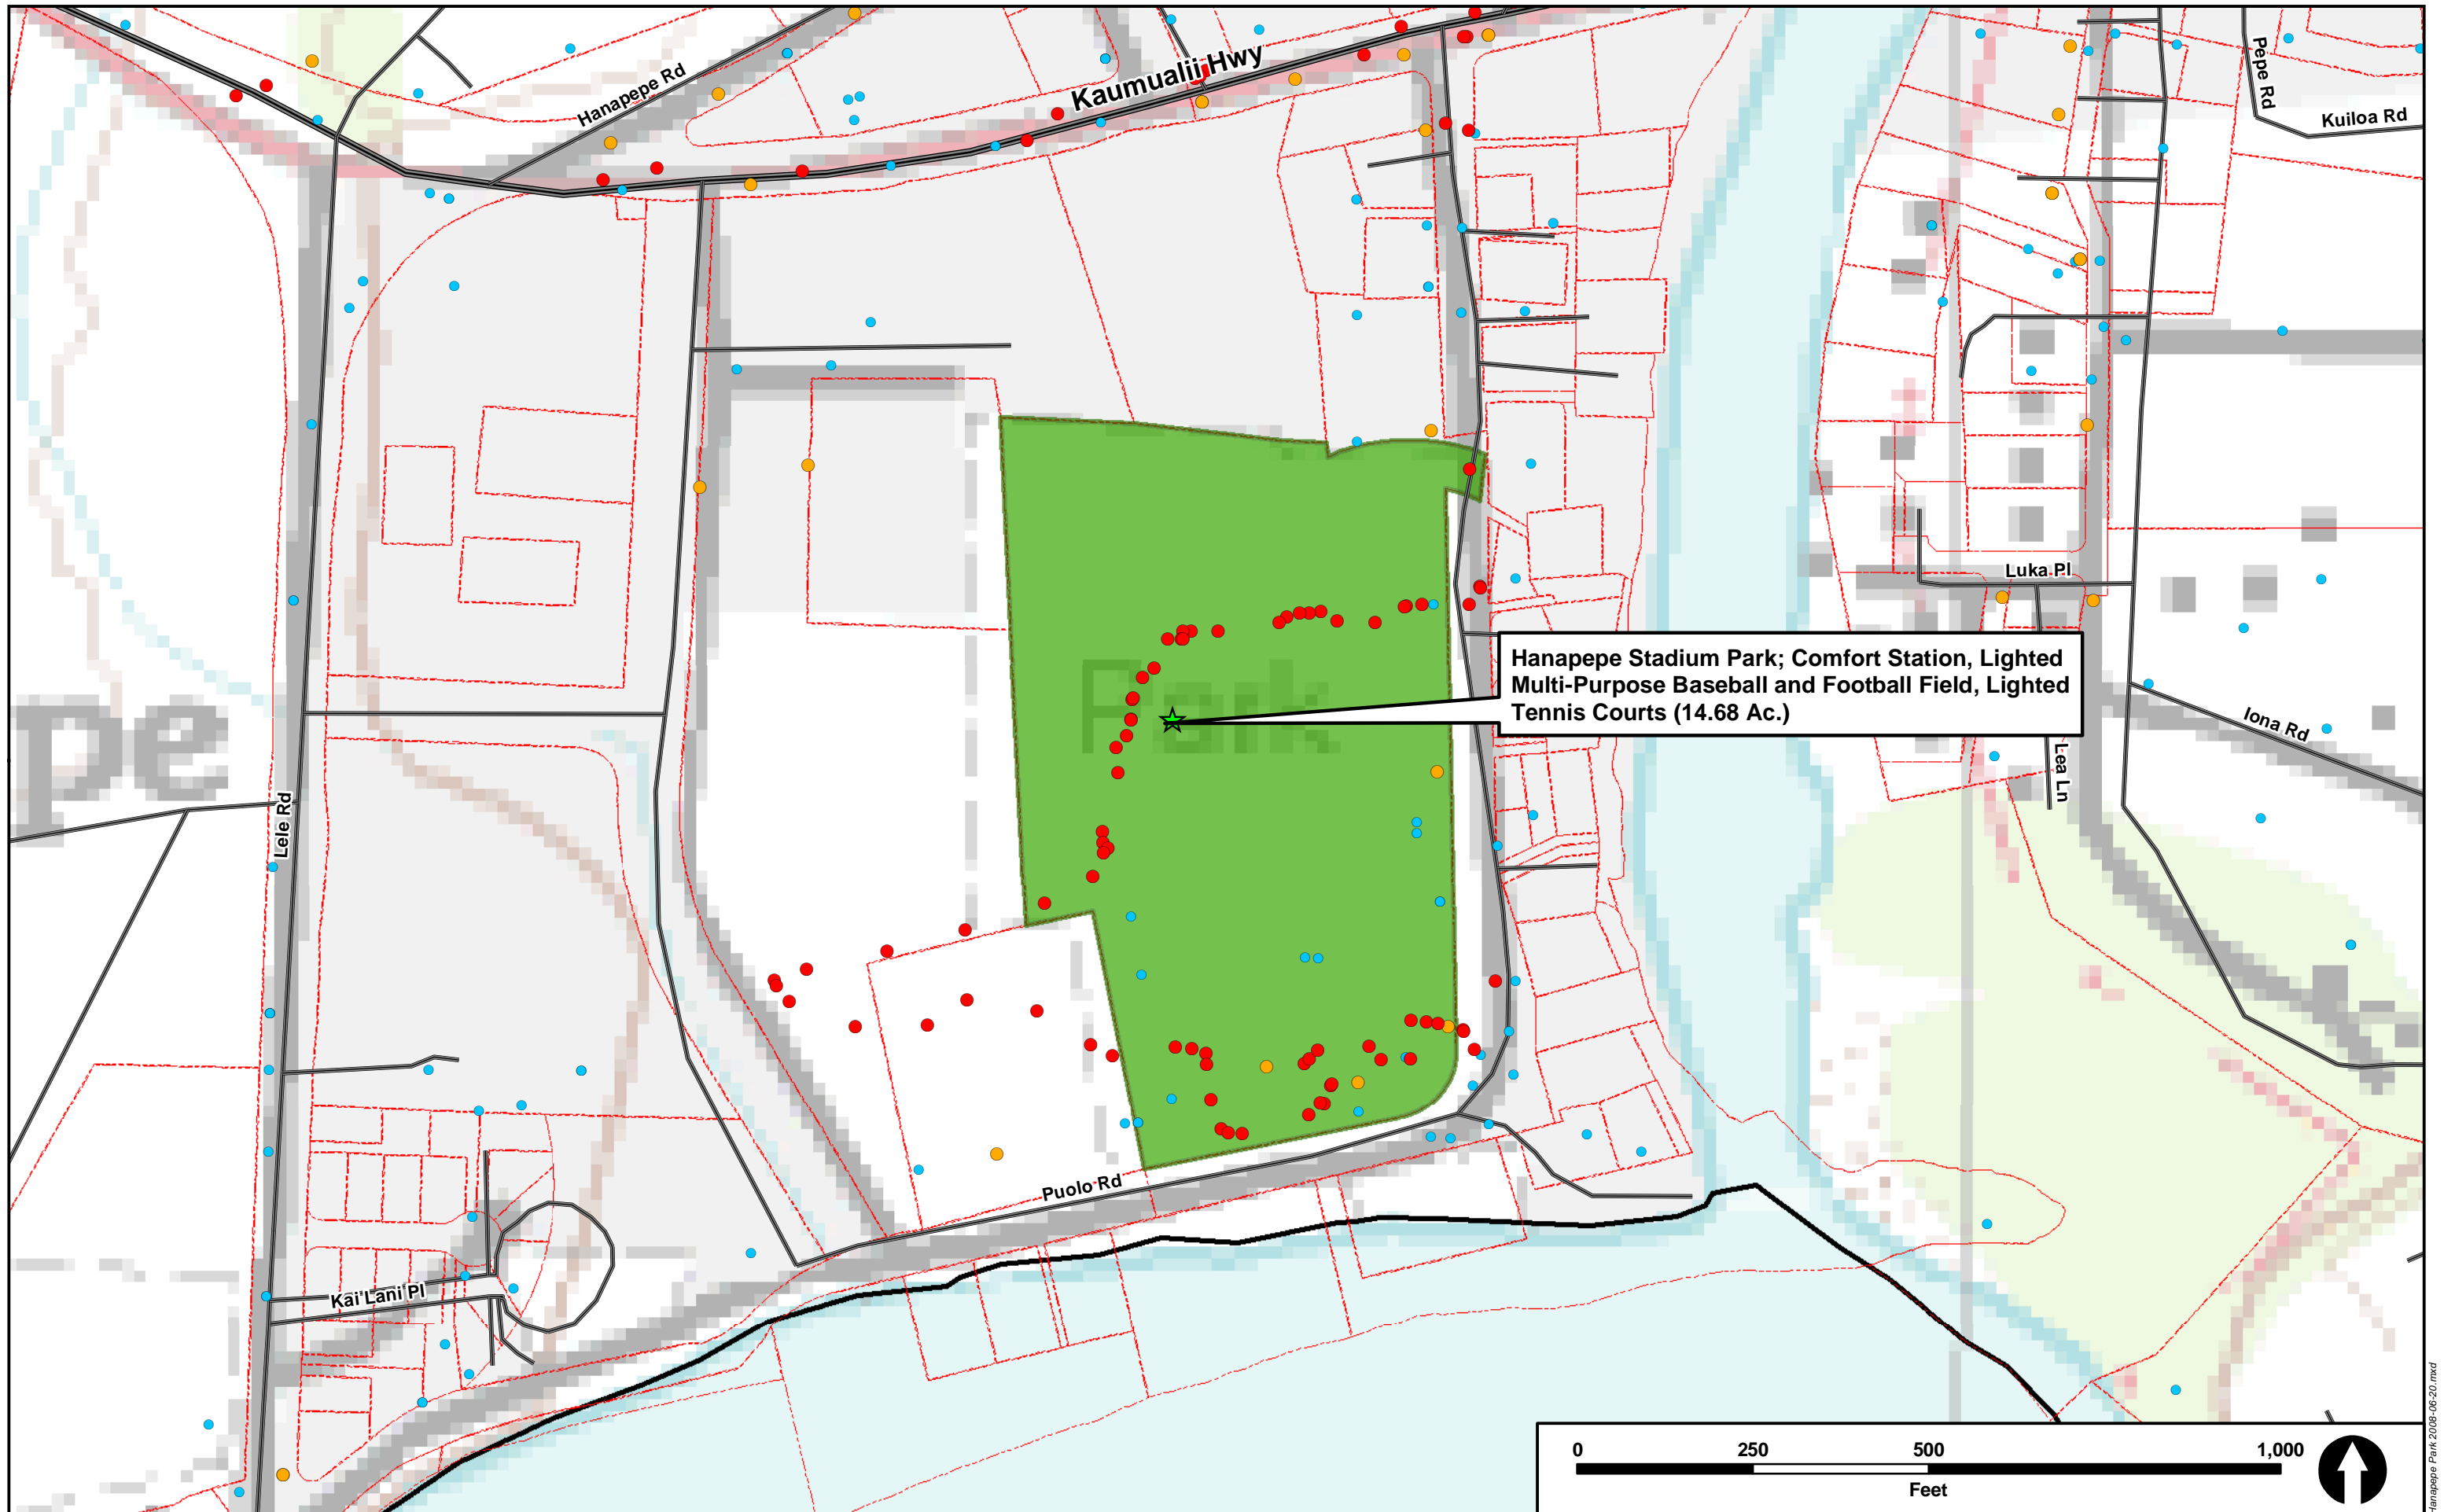 Kaumualii Hwy
Hanapepe Rd
Pepe Rd
Kuiloa Rd
Park
Luka Pl
Hanapepe Stadium Park; Comfort Station, Lighted
Multi-Purpose Baseball and Football Field, Lighted
Tennis Courts (14.68 Ac.)
pe
Iona Rd
Lea Ln
Lele Rd
Puolo Rd
Kai Lani Pl
0 250 500 1,000
Feet
Hanapepe Park 2008-06-20.mxd